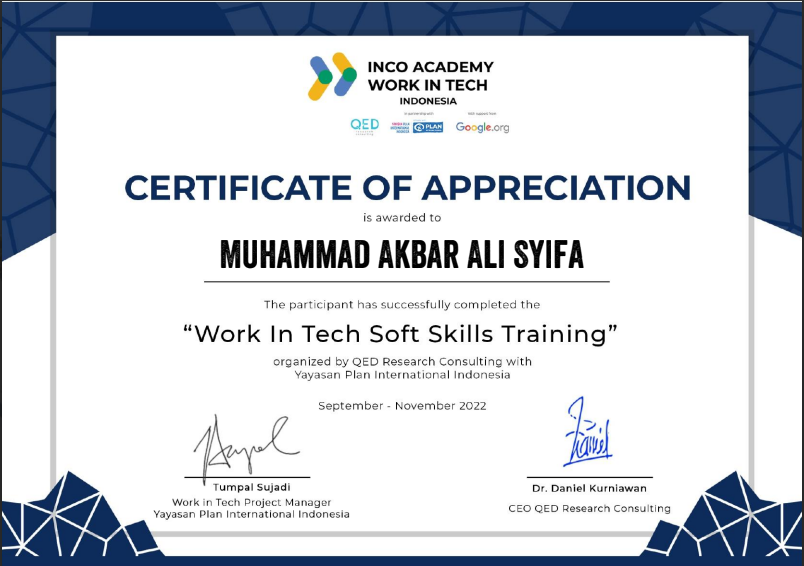 INCO ACADEMY
WORK IN TECH
INDONESIA
in partnership with
with support from
QED
PLAN
Google.org
CERTIFICATE OF APPRECIATION
is awarded to
MUHAMMAD AKBAR ALI SYIFA
The participant has successfully completed the
“Work In Tech Soft Skills Training”
organized by QED Research Consulting with
Yayasan Plan International Indonesia
September - November 2022
Tumpal Sujadi
Work in Tech Project Manager
Yayasan Plan International Indonesia
Dr. Daniel Kurniawan
CEO QED Research Consulting